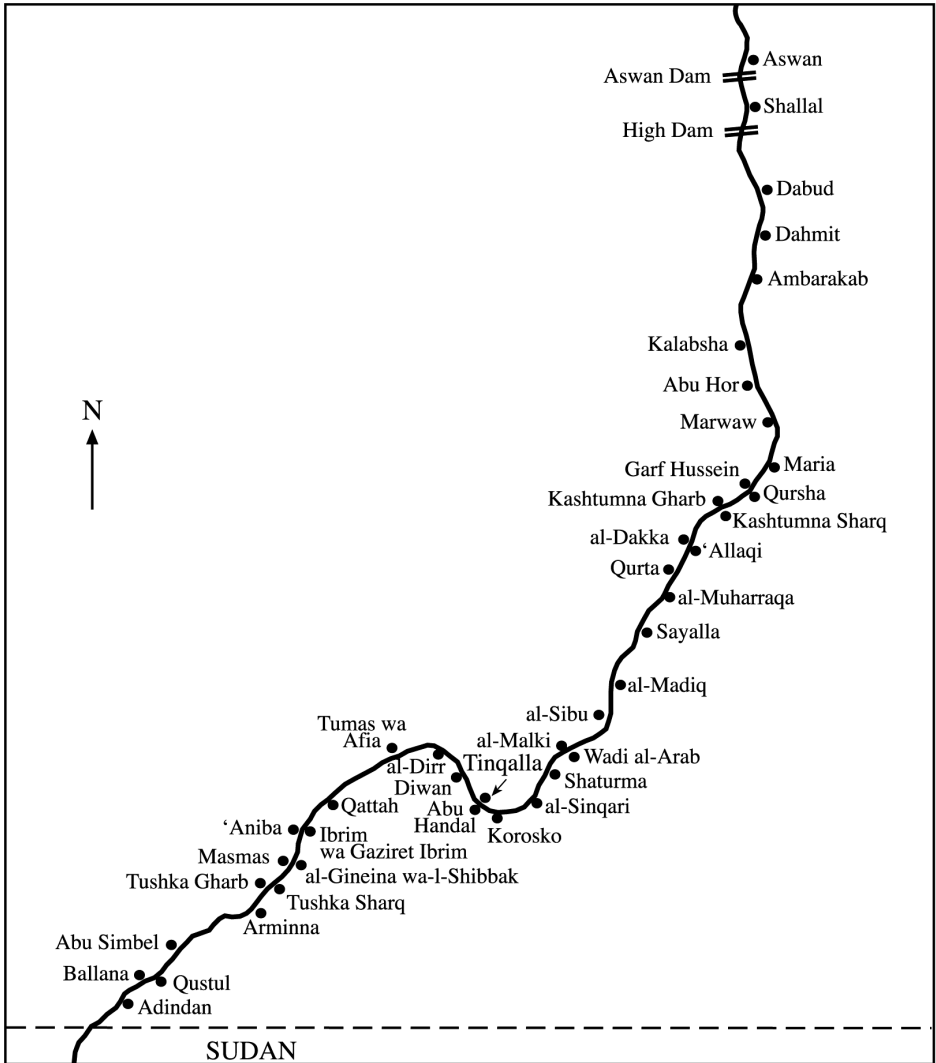 Aswan
Aswan Dam
Shallal
High Dam
Dabud
Dahmit
Ambarakab
Kalabsha
Abu Hor
N
Marwaw
Maria
Garf Hussein
Qursha
Kashtumna Gharb
Kashtumna Sharq
al-Dakka
‘Allaqi
Qurta
al-Muharraqa
Sayalla
al-Madiq
al-Sibu
Tumas wa
Afia
al-Malki
Wadi al-Arab
al-Dirr
Tinqalla
Diwan
Shaturma
Qattah
Abu
Handal
al-Sinqari
Korosko
‘Aniba
Ibrim
wa Gaziret Ibrim
Masmas
al-Gineina wa-l-Shibbak
Tushka Gharb
Tushka Sharq
Arminna
Abu Simbel
Ballana
Qustul
Adindan
SUDAN